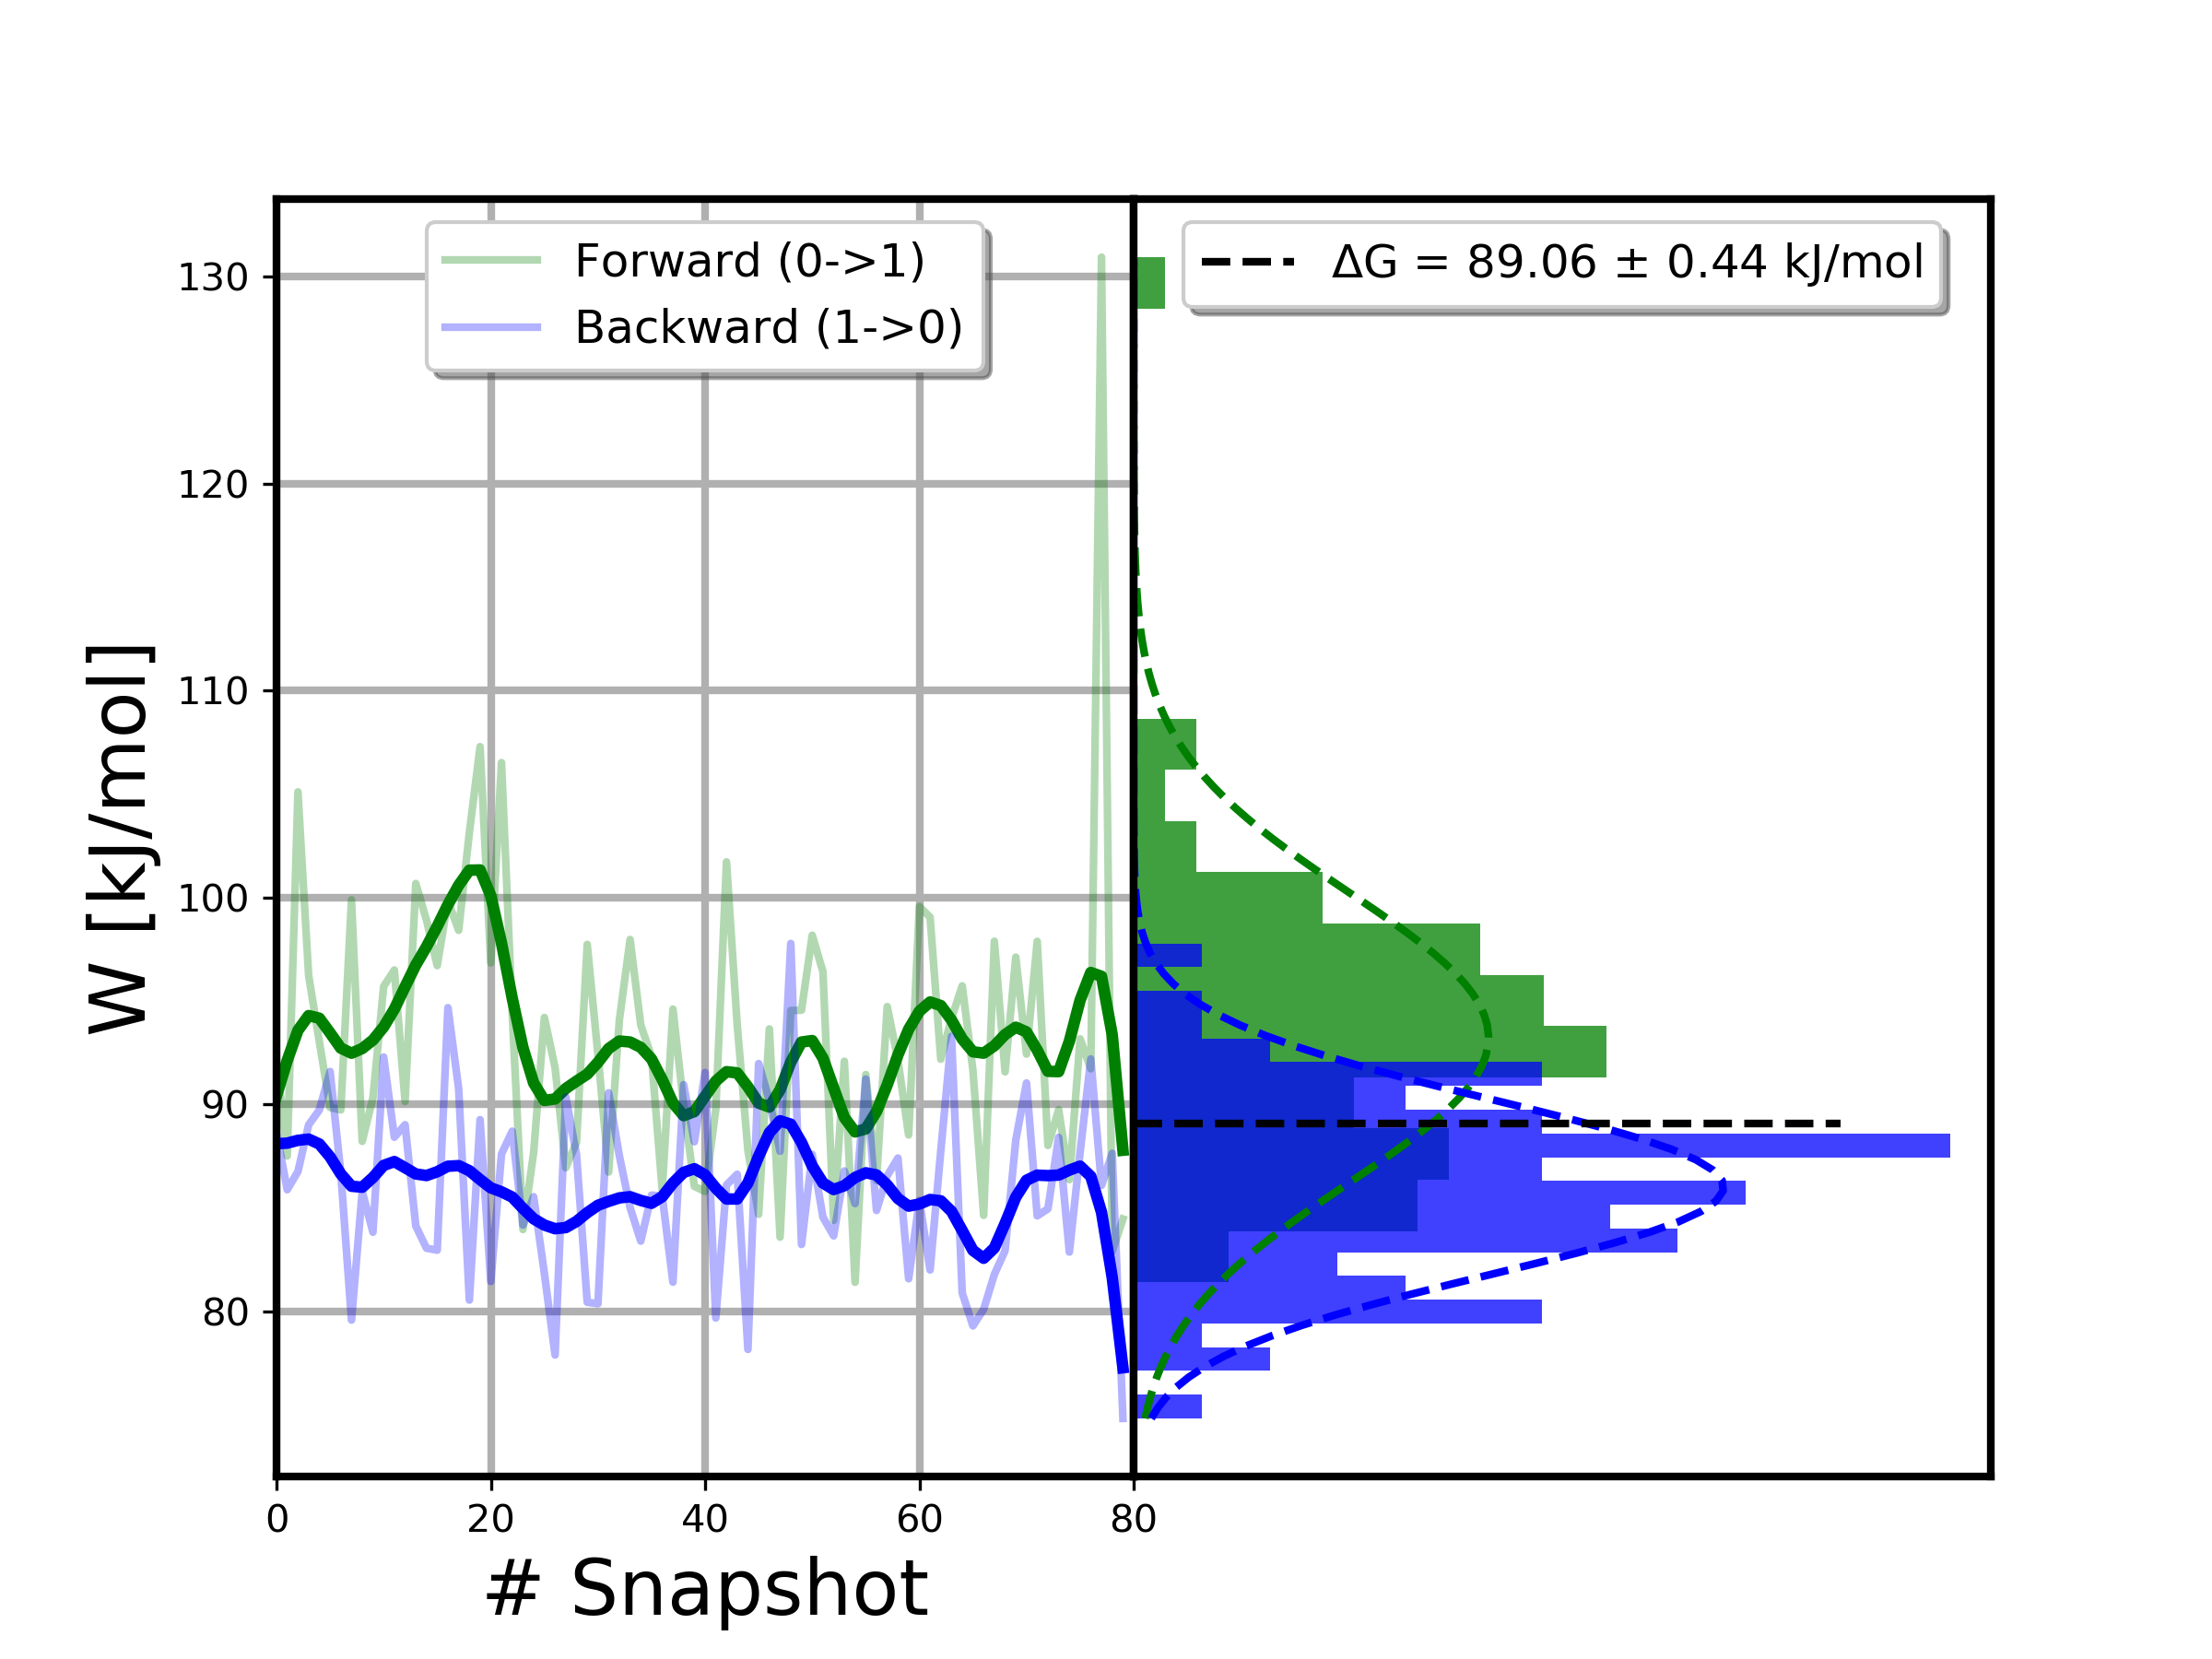 Forward (0->1)
Backward (1->0)
ΔG = 89.06 ± 0.44 kJ/mol
W [kJ/mol]
130
120
110
100
90
80
0 20 40 60 80
# Snapshot